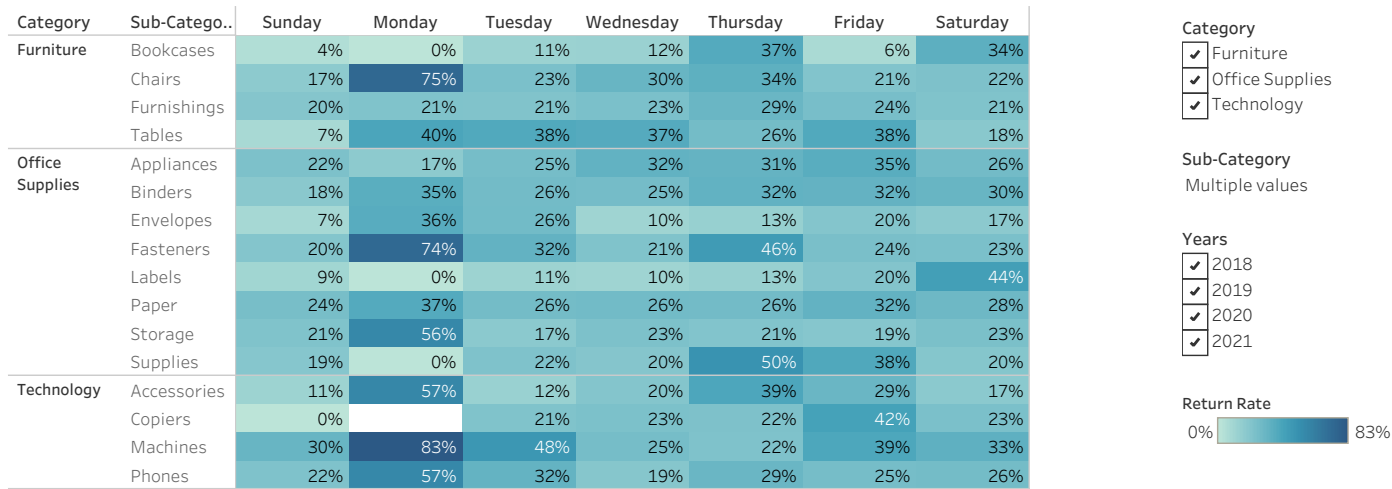 Category Sub-Catego.. Sunday Monday Tuesday Wednesday Thursday Friday Saturday
Furniture Bookcases 4% 0% 11% 12% 37% 6% 34%
Chairs 17% 75% 23% 30% 34% 21% 22%
Furnishings 20% 21% 21% 23% 29% 24% 21%
Tables 7% 40% 38% 37% 26% 38% 18%
Office Supplies Appliances 22% 17% 25% 32% 31% 35% 26%
Binders 18% 35% 26% 25% 32% 32% 30%
Envelopes 7% 36% 26% 10% 13% 20% 17%
Fasteners 20% 74% 32% 21% 46% 24% 23%
Labels 9% 0% 11% 10% 13% 20% 44%
Paper 24% 37% 26% 26% 26% 32% 28%
Storage 21% 56% 17% 23% 21% 19% 23%
Supplies 19% 0% 22% 20% 50% 38% 20%
Technology Accessories 11% 57% 12% 20% 39% 29% 17%
Copiers 0% 21% 23% 22% 42% 23%
Machines 30% 83% 48% 25% 22% 39% 33%
Phones 22% 57% 32% 19% 29% 25% 26%
Category
Furniture
Office Supplies
Technology
Sub-Category
Multiple values
Years
2018
2019
2020
2021
Return Rate
0% 83%